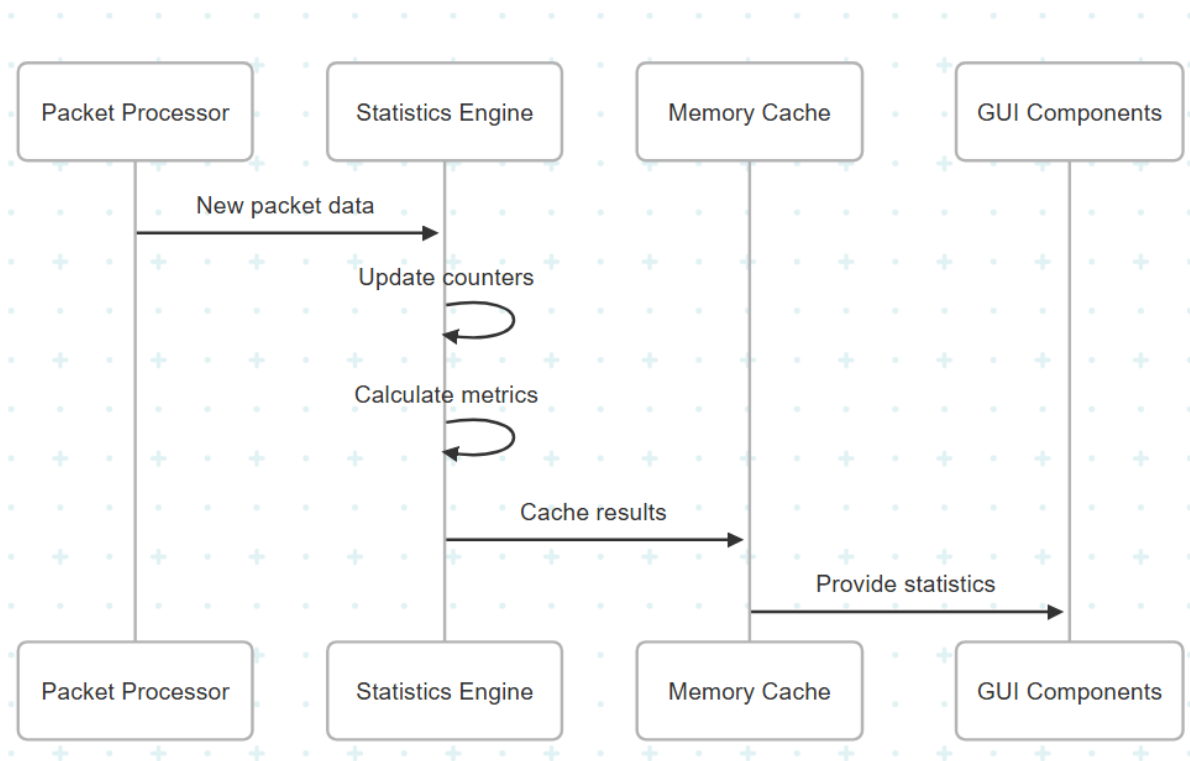 Packet Processor
Statistics Engine
Memory Cache
GUI Components
New packet data
Update counters
Calculate metrics
Cache results
Provide statistics
Packet Processor
Statistics Engine
Memory Cache
GUI Components